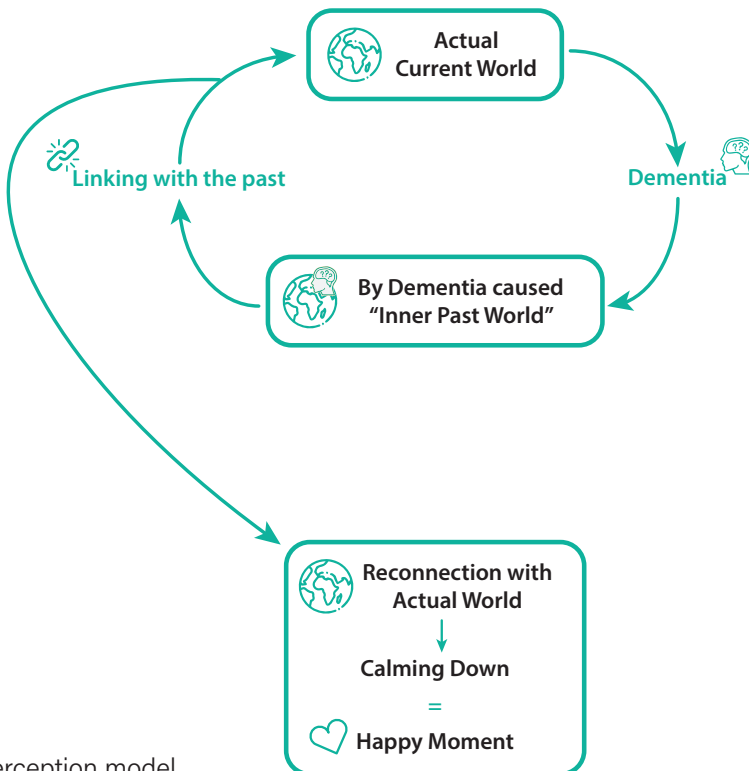 Actual
Current World
Linking with the past
Dementia
???
By Dementia caused
“Inner Past World”
???
Reconnection with
Actual World
Calming Down
=
Happy Moment
erception model